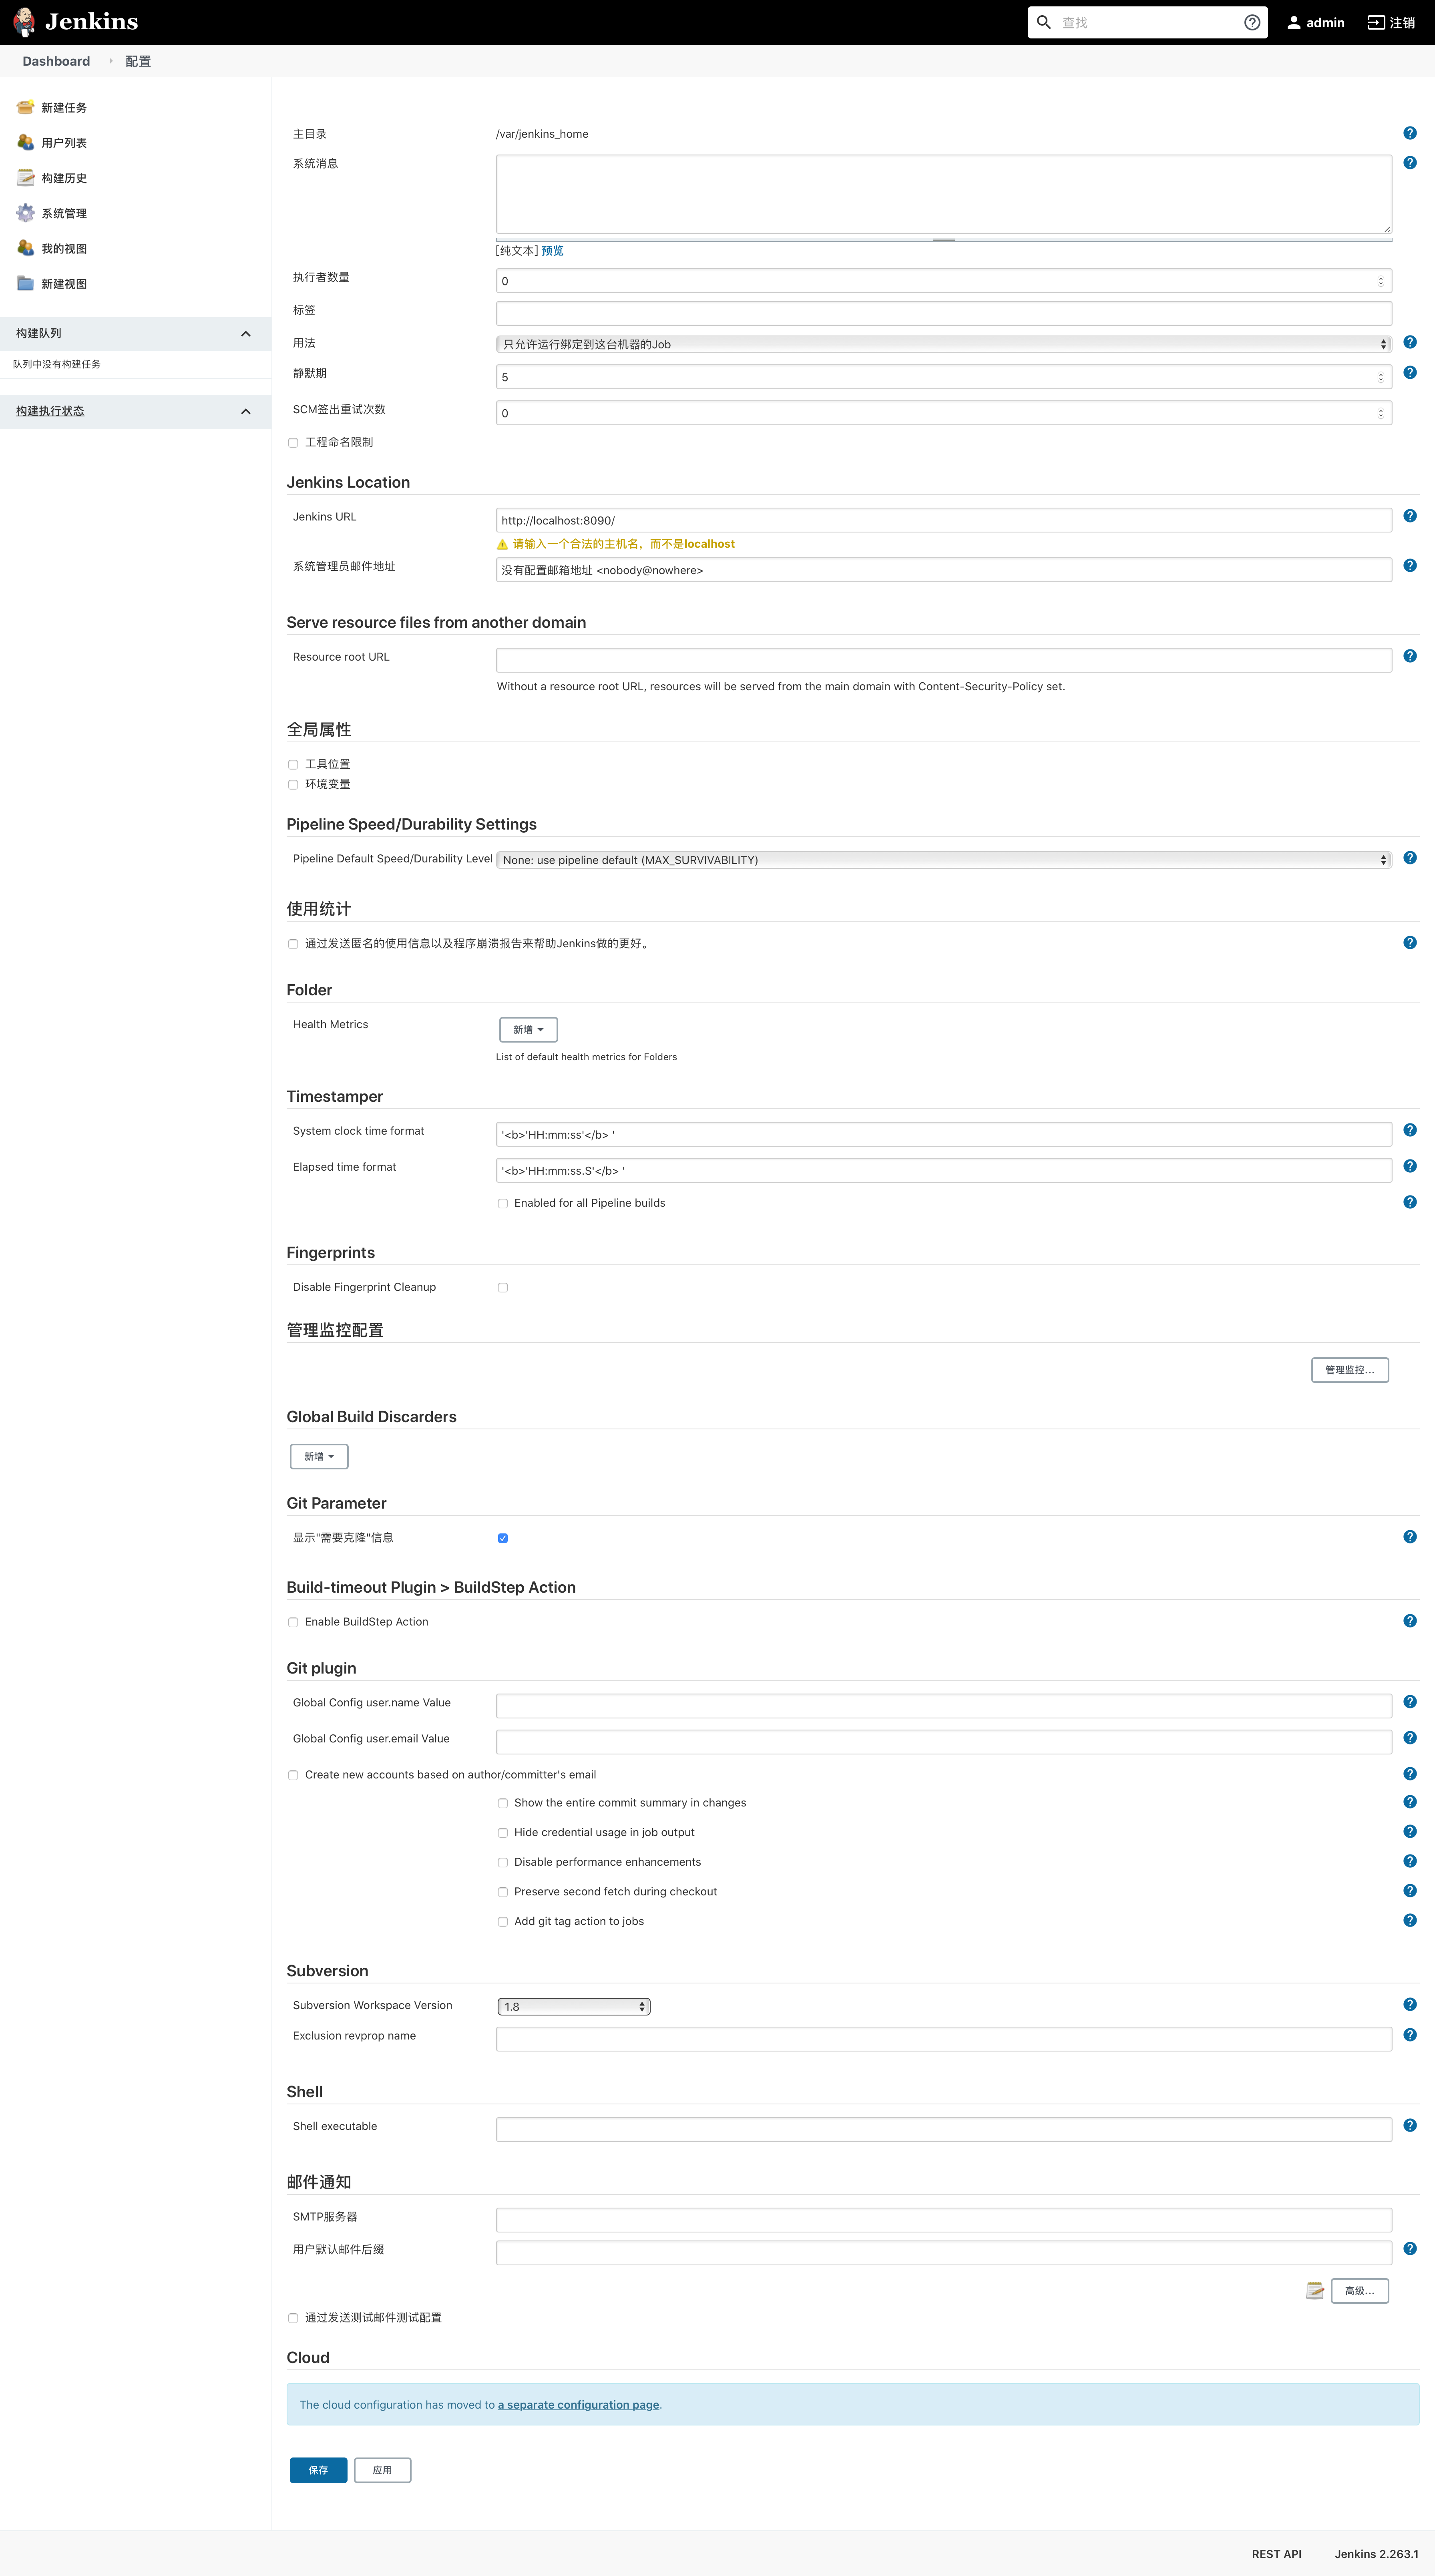 Jenkins
查找
admin
注销
Dashboard
配置
新建任务
用户列表
构建历史
系统管理
我的视图
新建视图
构建队列
队列中没有构建任务
构建执行状态
主目录
/var/jenkins_home
系统消息
[纯文本] 预览
执行者数量
0
标签
用法
只允许运行绑定到这台机器的Job
静默期
5
SCM签出重试次数
0
工程命名限制
Jenkins Location
Jenkins URL
http://localhost:8090/
请输入一个合法的主机名，而不是localhost
系统管理员邮件地址
没有配置邮箱地址 <nobody@nowhere>
Serve resource files from another domain
Resource root URL
Without a resource root URL, resources will be served from the main domain with Content-Security-Policy set.
全局属性
工具位置
环境变量
Pipeline Speed/Durability Settings
Pipeline Default Speed/Durability Level
None: use pipeline default (MAX_SURVIVABILITY)
使用统计
通过发送匿名的使用信息以及程序崩溃报告来帮助Jenkins做的更好。
Folder
Health Metrics
新增
List of default health metrics for Folders
Timestamper
System clock time format
'<b>'HH:mm:ss'</b> '
Elapsed time format
'<b>'HH:mm:ss.S'</b> '
Enabled for all Pipeline builds
Fingerprints
Disable Fingerprint Cleanup
管理监控配置
管理监控...
Global Build Discarders
新增
Git Parameter
显示"需要克隆"信息
Build-timeout Plugin > BuildStep Action
Enable BuildStep Action
Git plugin
Global Config user.name Value
Global Config user.email Value
Create new accounts based on author/committer's email
Show the entire commit summary in changes
Hide credential usage in job output
Disable performance enhancements
Preserve second fetch during checkout
Add git tag action to jobs
Subversion
Subversion Workspace Version
1.8
Exclusion revprop name
Shell
Shell executable
邮件通知
SMTP服务器
用户默认邮件后缀
高级...
通过发送测试邮件测试配置
Cloud
The cloud configuration has moved to a separate configuration page.
保存
应用
REST API
Jenkins 2.263.1